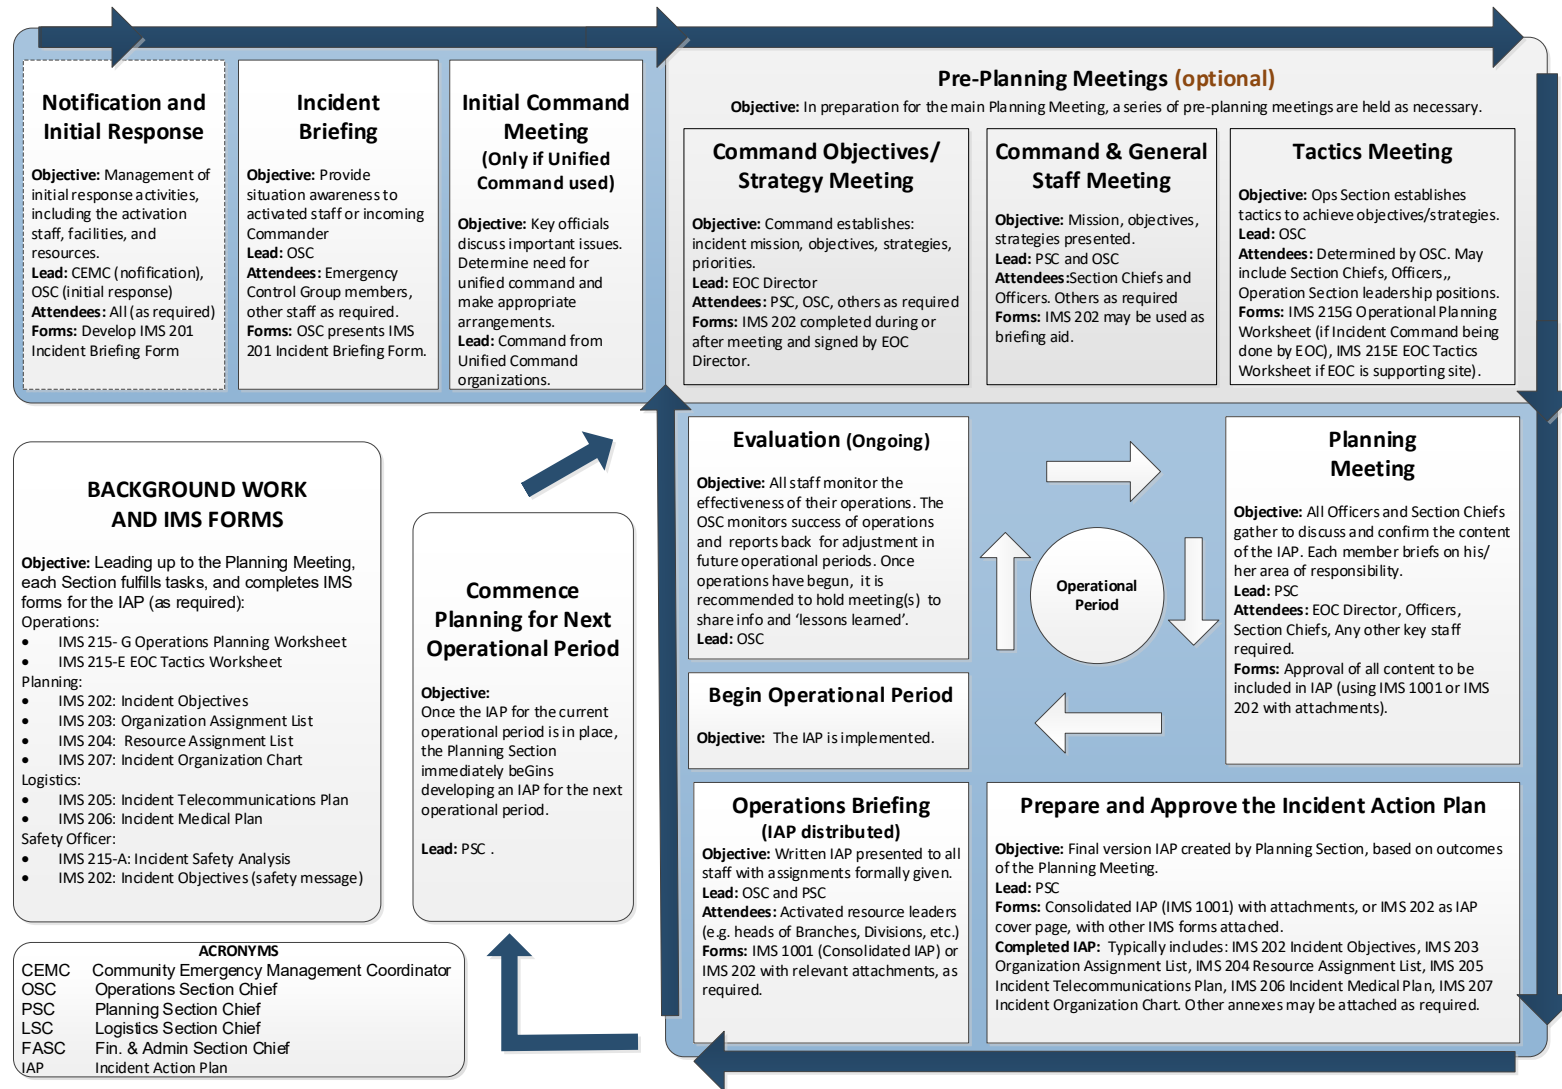 Notification and
Initial Response
Objective: Management of
initial response activities,
including the activation
staff, facilities, and
resources.
Lead: CEMC (nofification),
OSC (initial response)
Attendees: All (as required)
Forms: Develop IMS 201
Incident Briefing Form
Incident
Briefing
Objective: Provide
situation awareness to
activated staff or incoming
Commander
Lead: OSC
Attendees: Emergency
Control Group members,
other staff as required.
Forms: OSC presents IMS
201 Incident Briefing Form.
Initial Command
Meeting
(Only if Unified
Command used)
Objective: Key officials
discuss important issues.
Determine need for
unified command and
make appropriate
arrangements.
Lead: Command from
Unified Command
organizations.
Pre-Planning Meetings (optional)
Objective: In preparation for the main Planning Meeting, a series of pre-planning meetings are held as necessary.
Command Objectives/
Strategy Meeting
Objective: Command establishes:
incident mission, objectives, strategies,
priorities.
Lead: EOC Director
Attendees: PSC, OSC, others as required
Forms: IMS 202 completed during or
after meeting and signed by EOC
Director.
Command & General
Staff Meeting
Objective: Mission, objectives,
strategies presented.
Lead: PSC and OSC
Attendees:Section Chiefs and
Officers. Others as required
Forms: IMS 202 may be used as
briefing aid.
Tactics Meeting
Objective: Ops Section establishes
tactics to achieve objectives/strategies.
Lead: OSC
Attendees: Determined by OSC. May
include Section Chiefs, Officers,,
Operation Section leadership positions.
Forms: IMS 215G Operational Planning
Worksheet (if Incident Command being
done by EOC), IMS 215E EOC Tactics
Worksheet if EOC is supporting site).
BACKGROUND WORK
AND IMS FORMS
Objective: Leading up to the Planning Meeting,
each Section fulfills tasks, and completes IMS
forms for the IAP (as required):
Operations:
• IMS 215- G Operations Planning Worksheet
• IMS 215-E EOC Tactics Worksheet
Planning:
• IMS 202: Incident Objectives
• IMS 203: Organization Assignment List
• IMS 204: Resource Assignment List
• IMS 207: Incident Organization Chart
Logistics:
• IMS 205: Incident Telecommunications Plan
• IMS 206: Incident Medical Plan
Safety Officer:
• IMS 215-A: Incident Safety Analysis
• IMS 202: Incident Objectives (safety message)
Commence
Planning for Next
Operational Period
Objective:
Once the IAP for the current
operational period is in place,
the Planning Section
immediately beGins
developing an IAP for the next
operational period.
Lead: PSC .
Evaluation (Ongoing)
Objective: All staff monitor the
effectiveness of their operations. The
OSC monitors success of operations
and reports back for adjustment in
future operational periods. Once
operations have begun, it is
recommended to hold meeting(s) to
share info and ‘lessons learned’.
Lead: OSC
Operational
Period
Planning
Meeting
Objective: All Officers and Section Chiefs
gather to discuss and confirm the content
of the IAP. Each member briefs on his/
her area of responsibility.
Lead: PSC
Attendees: EOC Director, Officers,
Section Chiefs, Any other key staff
required.
Forms: Approval of all content to be
included in IAP (using IMS 1001 or IMS
202 with attachments).
Begin Operational Period
Objective: The IAP is implemented.
Operations Briefing
(IAP distributed)
Objective: Written IAP presented to all
staff with assignments formally given.
Lead: OSC and PSC
Attendees: Activated resource leaders
(e.g. heads of Branches, Divisions, etc.)
Forms: IMS 1001 (Consolidated IAP) or
IMS 202 with relevant attachments, as
required.
Prepare and Approve the Incident Action Plan
Objective: Final version IAP created by Planning Section, based on outcomes
of the Planning Meeting.
Lead: PSC
Forms: Consolidated IAP (IMS 1001) with attachments, or IMS 202 as IAP
cover page, with other IMS forms attached.
Completed IAP: Typically includes: IMS 202 Incident Objectives, IMS 203
Organization Assignment List, IMS 204 Resource Assignment List, IMS 205
Incident Telecommunications Plan, IMS 206 Incident Medical Plan, IMS 207
Incident Organization Chart. Other annexes may be attached as required.
ACRONYMS
CEMC Community Emergency Management Coordinator
OSC Operations Section Chief
PSC Planning Section Chief
LSC Logistics Section Chief
FASC Fin. & Admin Section Chief
IAP Incident Action Plan